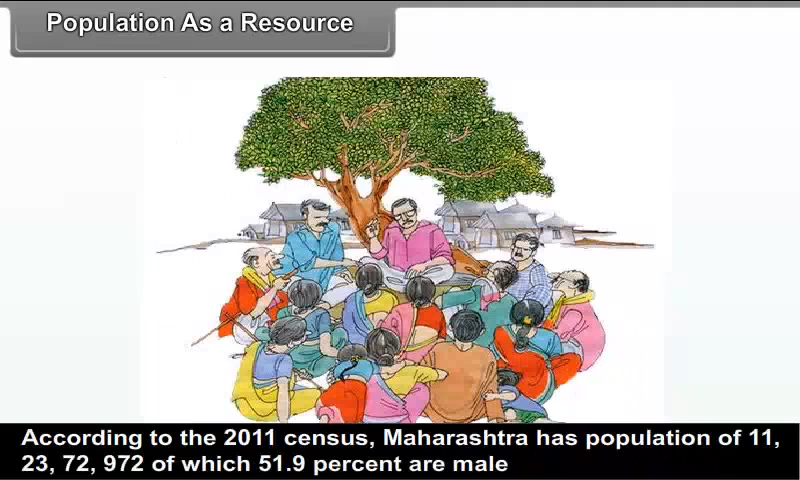 Population As a Resource
According to the 2011 census, Maharashtra has population of 11,
23, 72, 972 of which 51.9 percent are male